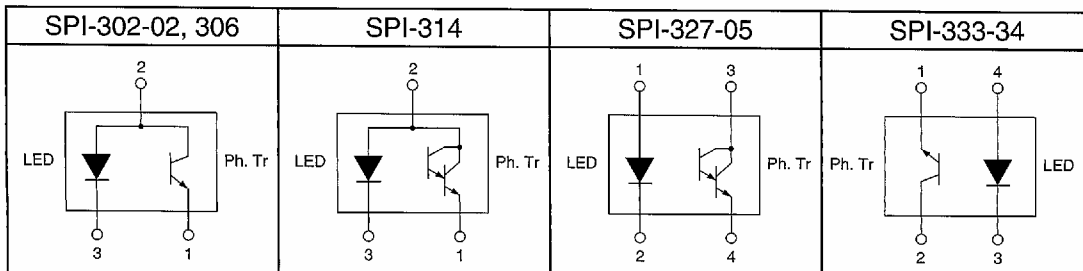 SPI-302-02, 306 SPI-314 SPI-327-05 SPI-333-34
2 2 1 3 1 4
LED Ph. Tr LED Ph. Tr LED Ph. Tr Ph. Tr LED
3 1 3 1 2 4 2 3